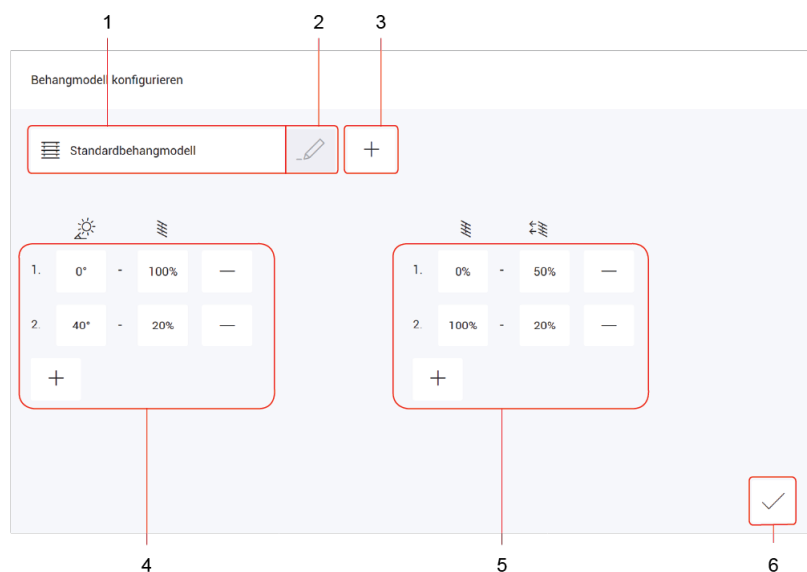 1 2 3
Behangmodell konfigurieren
Standardbehangmodell
1. 0° - 100%
2. 40° - 20%
1. 0% - 50%
2. 100% - 20%
4 5 6